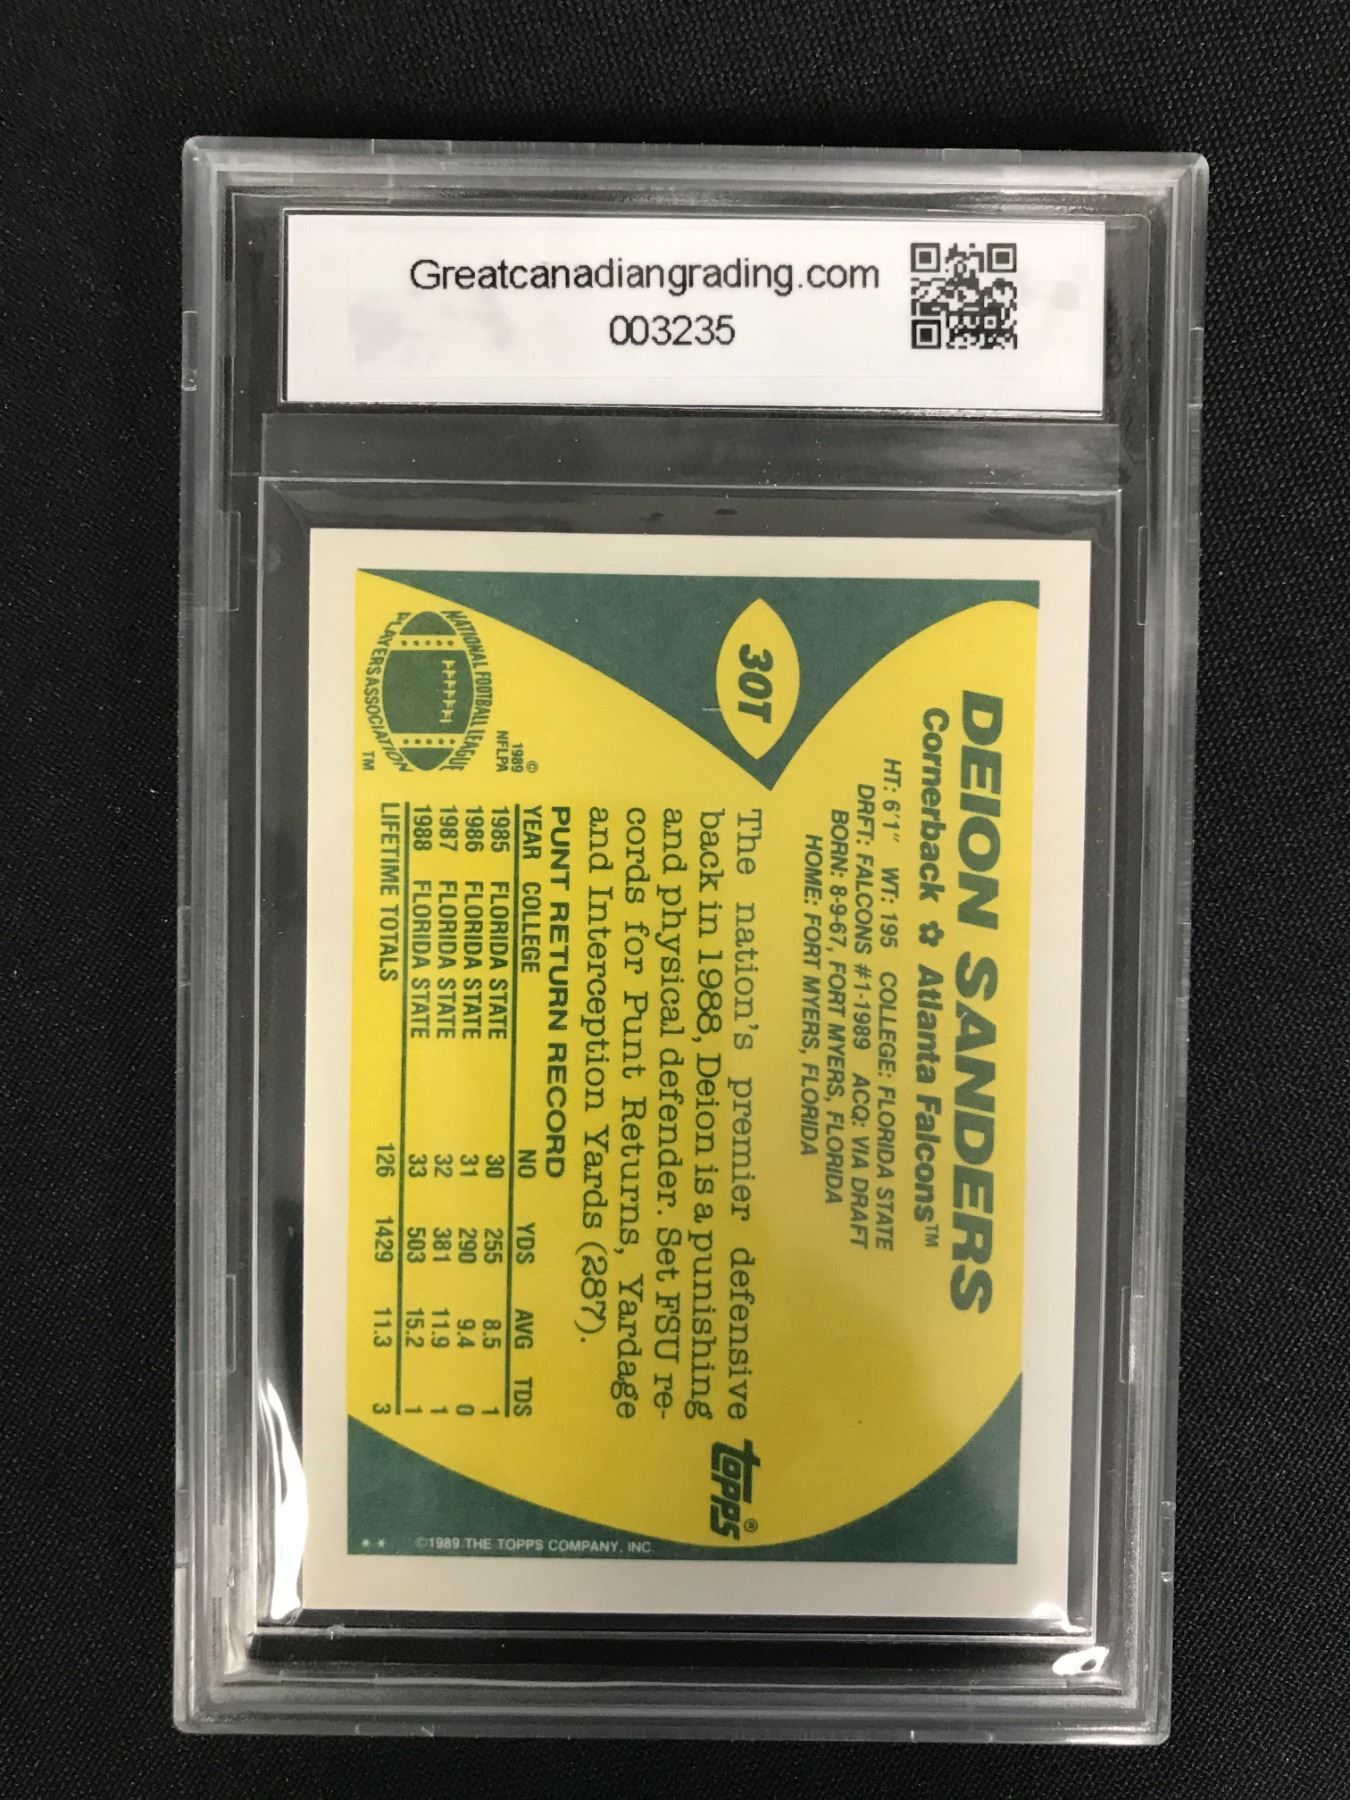 Greatcanadiangrading.com
003235
30T
DEION SANDERS
Cornerback ✿ Atlanta Falcons™
HT: 6'1" WT: 195 COLLEGE: FLORIDA STATE
DRFT: FALCONS #1-1989 ACQ: VIA DRAFT
BORN: 8-9-67, FORT MYERS, FLORIDA
HOME: FORT MYERS, FLORIDA
The nation's premier defensive
back in 1988, Deion is a punishing
and physical defender. Set FSU re-
cords for Punt Returns, Yardage
and Interception Yards (287).
PUNT RETURN RECORD
YEAR COLLEGE NO YDS AVG TDS
1985 FLORIDA STATE 30 255 8.5 1
1986 FLORIDA STATE 31 290 9.4 0
1987 FLORIDA STATE 32 381 11.9 1
1988 FLORIDA STATE 33 503 15.2 1
LIFETIME TOTALS 126 1429 11.3 3
NATIONAL FOOTBALL LEAGUE
PLAYERS ASSOCIATION
TM
©
1989
NFLPA
topps®
** ©1989 THE TOPPS COMPANY, INC.